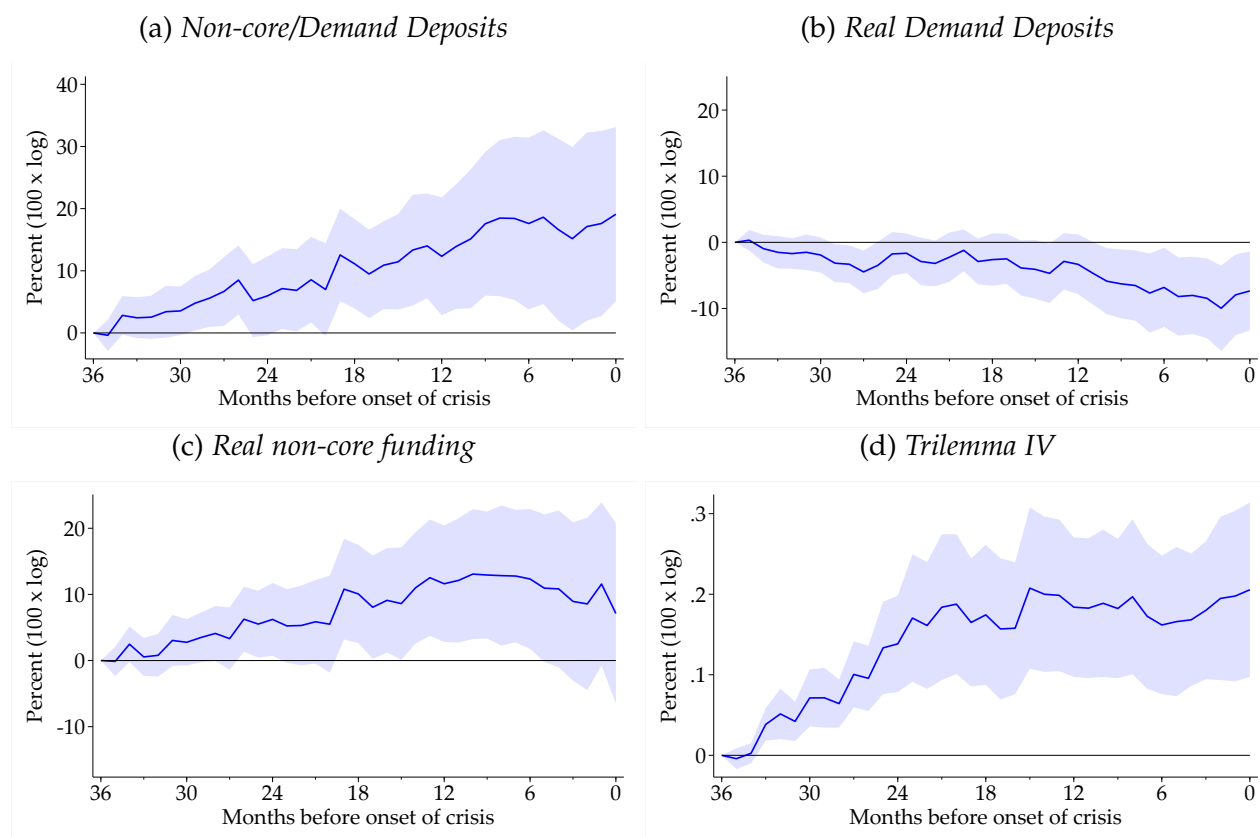 (a) Non-core/Demand Deposits
Percent (100 x log)
40
30
20
10
0
36 30 24 18 12 6 0
Months before onset of crisis
(b) Real Demand Deposits
Percent (100 x log)
20
10
0
-10
36 30 24 18 12 6 0
Months before onset of crisis
(c) Real non-core funding
Percent (100 x log)
20
10
0
-10
36 30 24 18 12 6 0
Months before onset of crisis
(d) Trilemma IV
Percent (100 x log)
.3
.2
.1
0
36 30 24 18 12 6 0
Months before onset of crisis